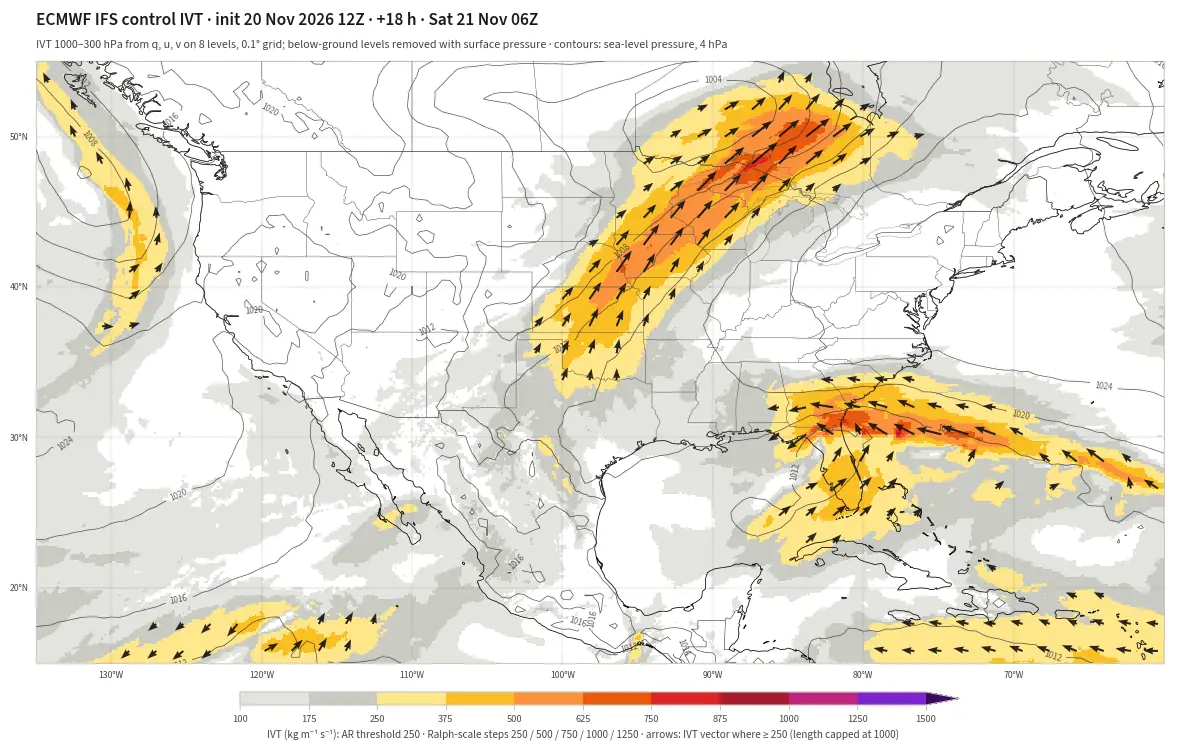 ECMWF IFS control IVT · init 20 Nov 2026 12Z · +18 h · Sat 21 Nov 06Z
IVT 1000–300 hPa from q, u, v on 8 levels, 0.1° grid; below-ground levels removed with surface pressure · contours: sea-level pressure, 4 hPa
1004
1020
1016
50°N
1008
1008
1020
40°N
1020
1012
1024
1020
30°N
1024
1012
1020
20°N
1016
1016
1016
1016
1012
130°W
120°W
110°W
100°W
90°W
80°W
70°W
100
175
250
375
500
625
750
875
1000
1250
1500
IVT (kg m⁻¹ s⁻¹): AR threshold 250 · Ralph-scale steps 250 / 500 / 750 / 1000 / 1250 · arrows: IVT vector where ≥ 250 (length capped at 1000)